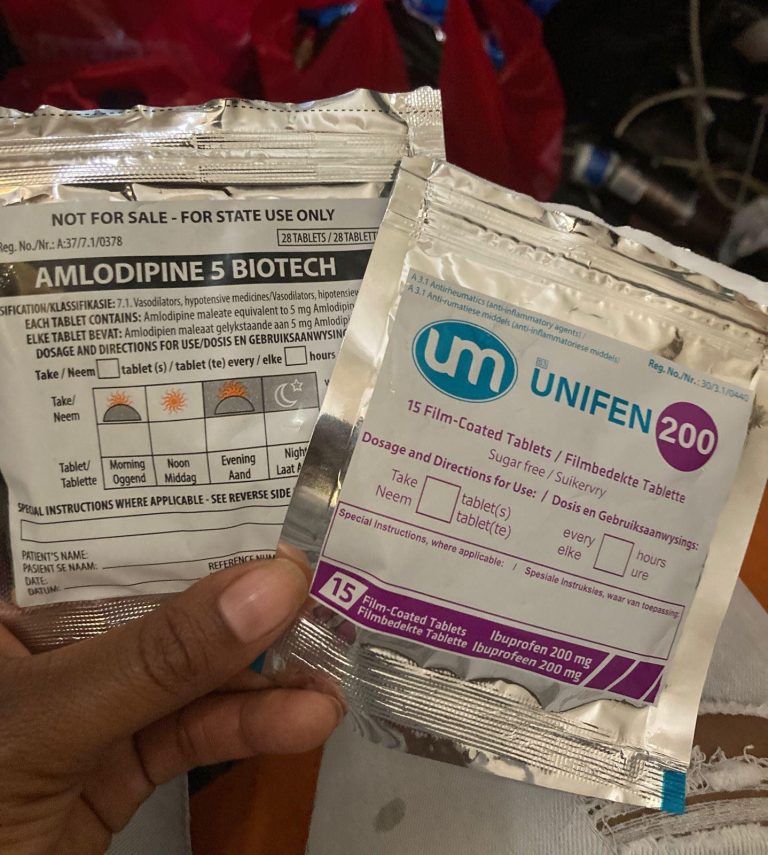 NOT FOR SALE - FOR STATE USE ONLY
Reg. No./Nr.: A:37/7.1/0378
28 TABLETS / 28 TABLETT
AMLODIPINE 5 BIOTECH
SIFICATION/KLASSIFIKASIE: 7.1. Vasodilators, hypotensive medicines/Vasodilators, hipotensiew
EACH TABLET CONTAINS: Amlodipine maleate equivalent to 5 mg Amlodipi
ELKE TABLET BEVAT: Amlodipien maleaat gelykstaande aan 5 mg Amlodip
DOSAGE AND DIRECTIONS FOR USE/DOSIS EN GEBRUIKSAANWYSING
Take / Neem tablet (s) / tablet (te) every / elke hours
Take/
Neem
Tablet/
Tablette
Morning
Oggend
Noon
Middag
Evening
Aand
Nigh
Laat A
SPECIAL INSTRUCTIONS WHERE APPLICABLE - SEE REVERSE SIDE
PATIENT'S NAME:
PASIENT SE NAAM:
REFERENCE NUM
DATE:
DATUM:
A 3.1 Antirheumatics (anti-inflammatory agents) /
A 3.1 Anti-rumatiese middels (anti-inflammatoriese middels)
Reg. No./Nr.: 30/3.1/0440
um
UNIFEN 200
15 Film-Coated Tablets / Filmbedekte Tablette
Sugar free / Suikervry
Dosage and Directions for Use: / Dosis en Gebruiksaanwysings:
Take tablet(s) every hours
Neem tablet(te) elke ure
Special Instructions, where applicable: / Spesiale Instruksies, waar van toepassing:
15 Film-Coated Tablets Ibuprofen 200 mg
Filmbedekte Tablette Ibuprofeen 200 mg